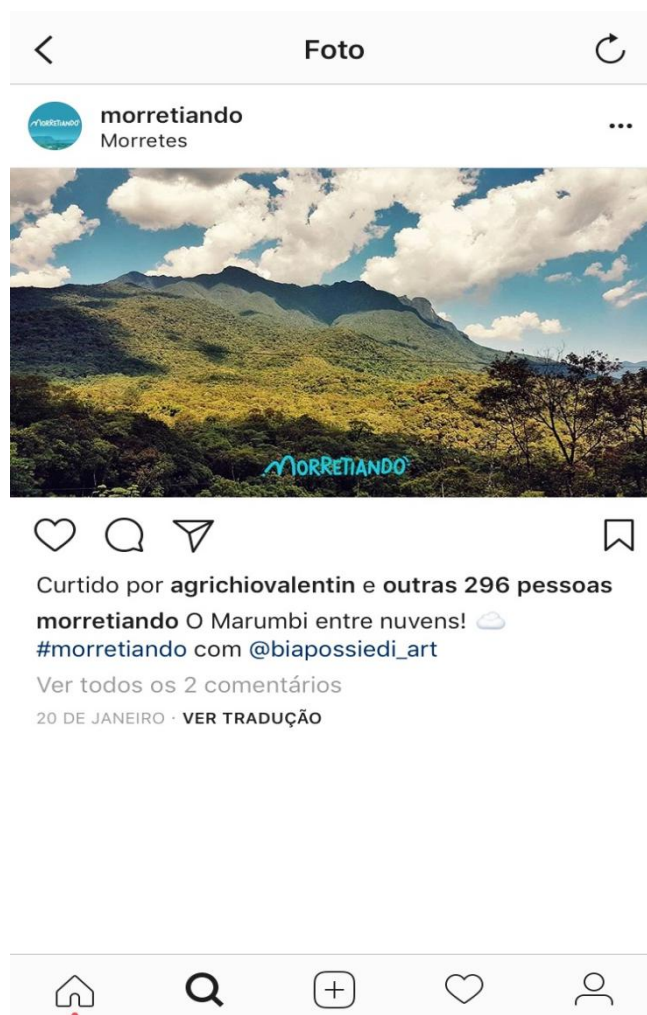 Foto
MORRETIANDO
morretiando
Morretes
MORRETIANDO
Curtido por agrichiovalentin e outras 296 pessoas
morretiando O Marumbi entre nuvens! ☁️
#morretiando com @biapossiedi_art
Ver todos os 2 comentários
20 DE JANEIRO · VER TRADUÇÃO